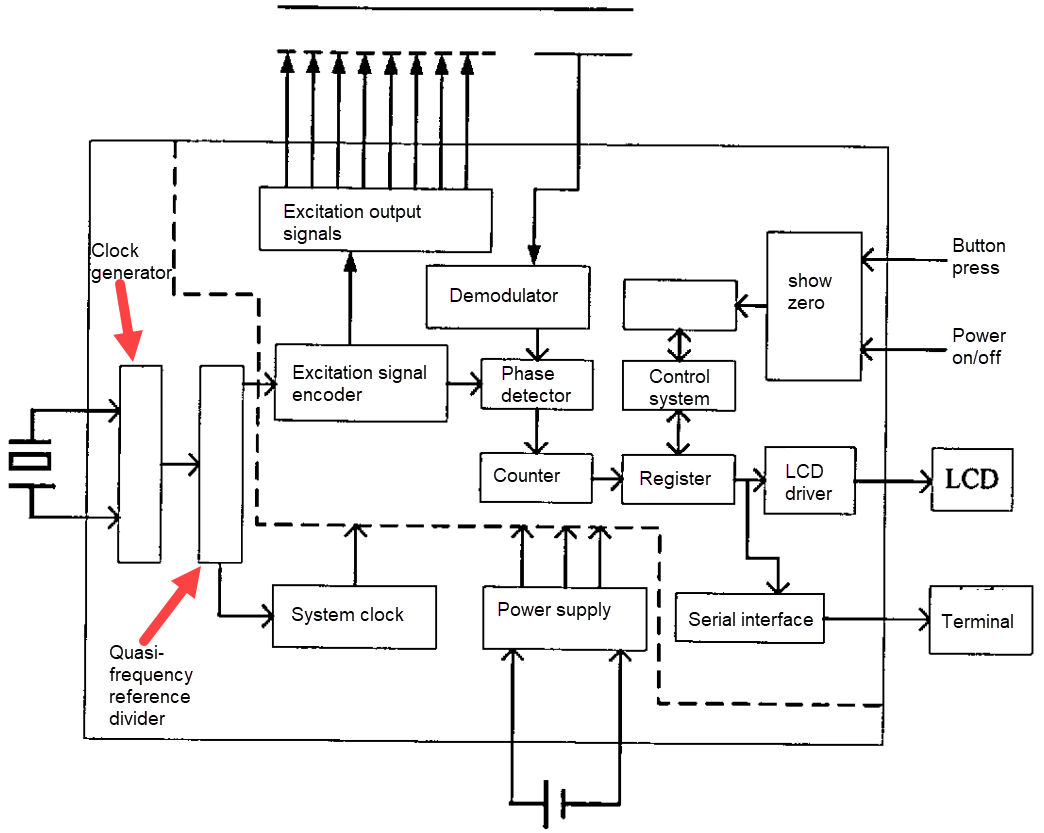 Excitation output
signals
Clock
generator
Demodulator
show
zero
Button
press
Power
on/off
Excitation signal
encoder
Phase
detector
Control
system
Counter
Register
LCD
driver
LCD
System clock
Power supply
Serial interface
Terminal
Quasi-
frequency
reference
divider